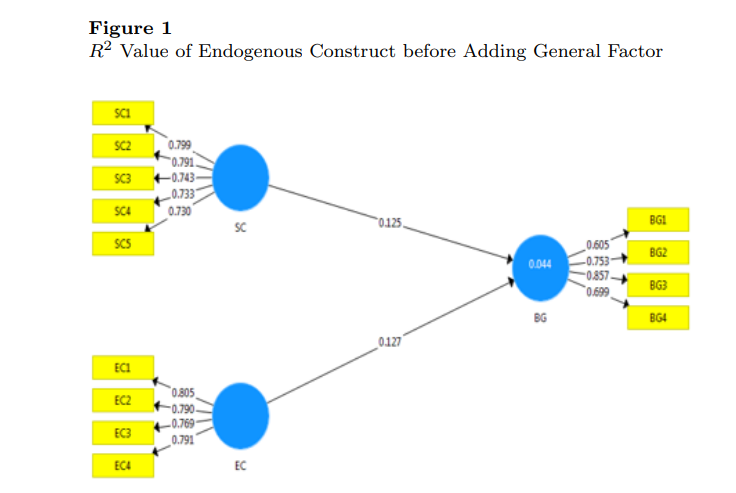 Figure 1
R² Value of Endogenous Construct before Adding General Factor
SC1
SC2
SC3
SC4
SC5
0.799
0.791
0.743
0.733
0.730
SC
0.125
BG1
BG2
BG3
BG4
0.605
0.753
0.857
0.699
0.044
BG
0.127
EC1
EC2
EC3
EC4
0.805
0.790
0.769
0.791
EC